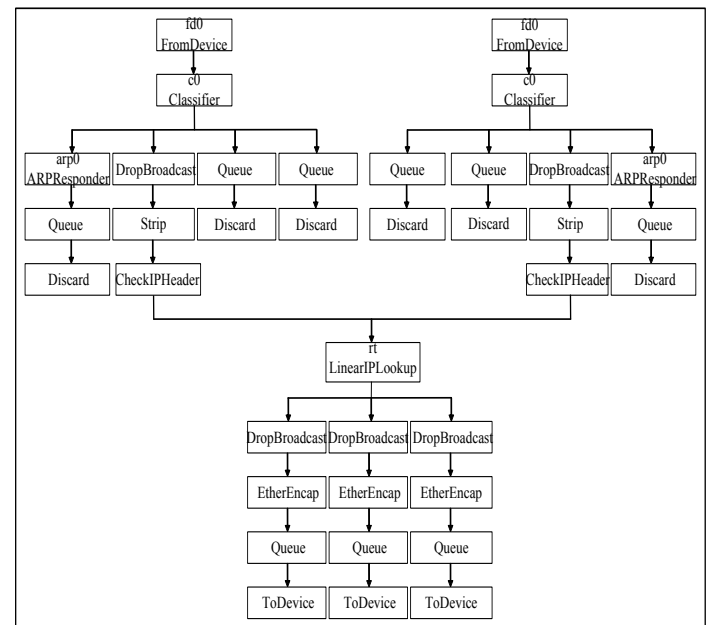 fd0
FromDevice
fd0
FromDevice
c0
Classifier
c0
Classifier
arp0
ARPResponder
DropBroadcast
Queue
Queue
Queue
Queue
DropBroadcast
arp0
ARPResponder
Queue
Strip
Discard
Discard
Discard
Discard
Strip
Queue
Discard
CheckIPHeader
CheckIPHeader
Discard
rt
LinearIPLookup
DropBroadcast
DropBroadcast
DropBroadcast
EtherEncap
EtherEncap
EtherEncap
Queue
Queue
Queue
ToDevice
ToDevice
ToDevice